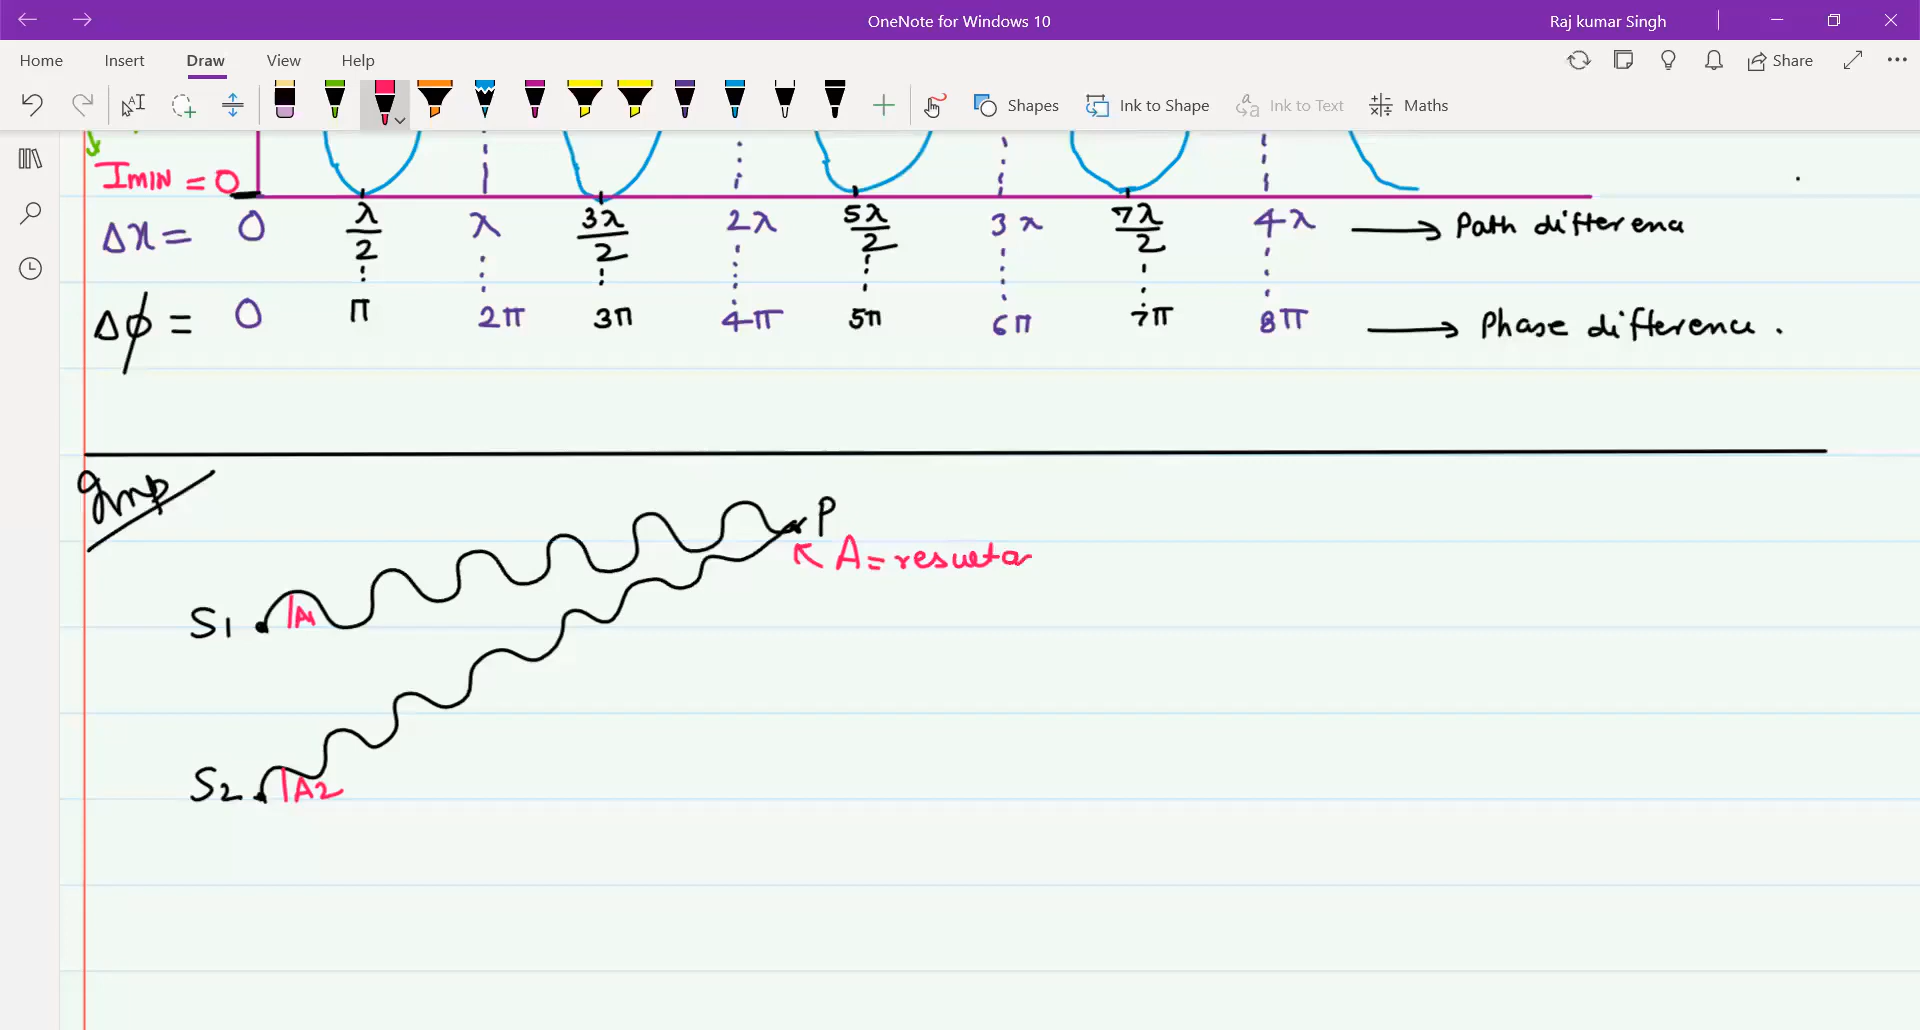 OneNote for Windows 10
Raj kumar Singh
Home Insert Draw View Help
Share
Shapes Ink to Shape Ink to Text Maths
IMIN = 0
Δx = 0 λ/2 λ 3λ/2 2λ 5λ/2 3λ 7λ/2 4λ → Path differenc
Δϕ = 0 π 2π 3π 4π 5π 6π 7π 8π → Phase difference.
Imp
P
A = resultan
S1 A1
S2 A2